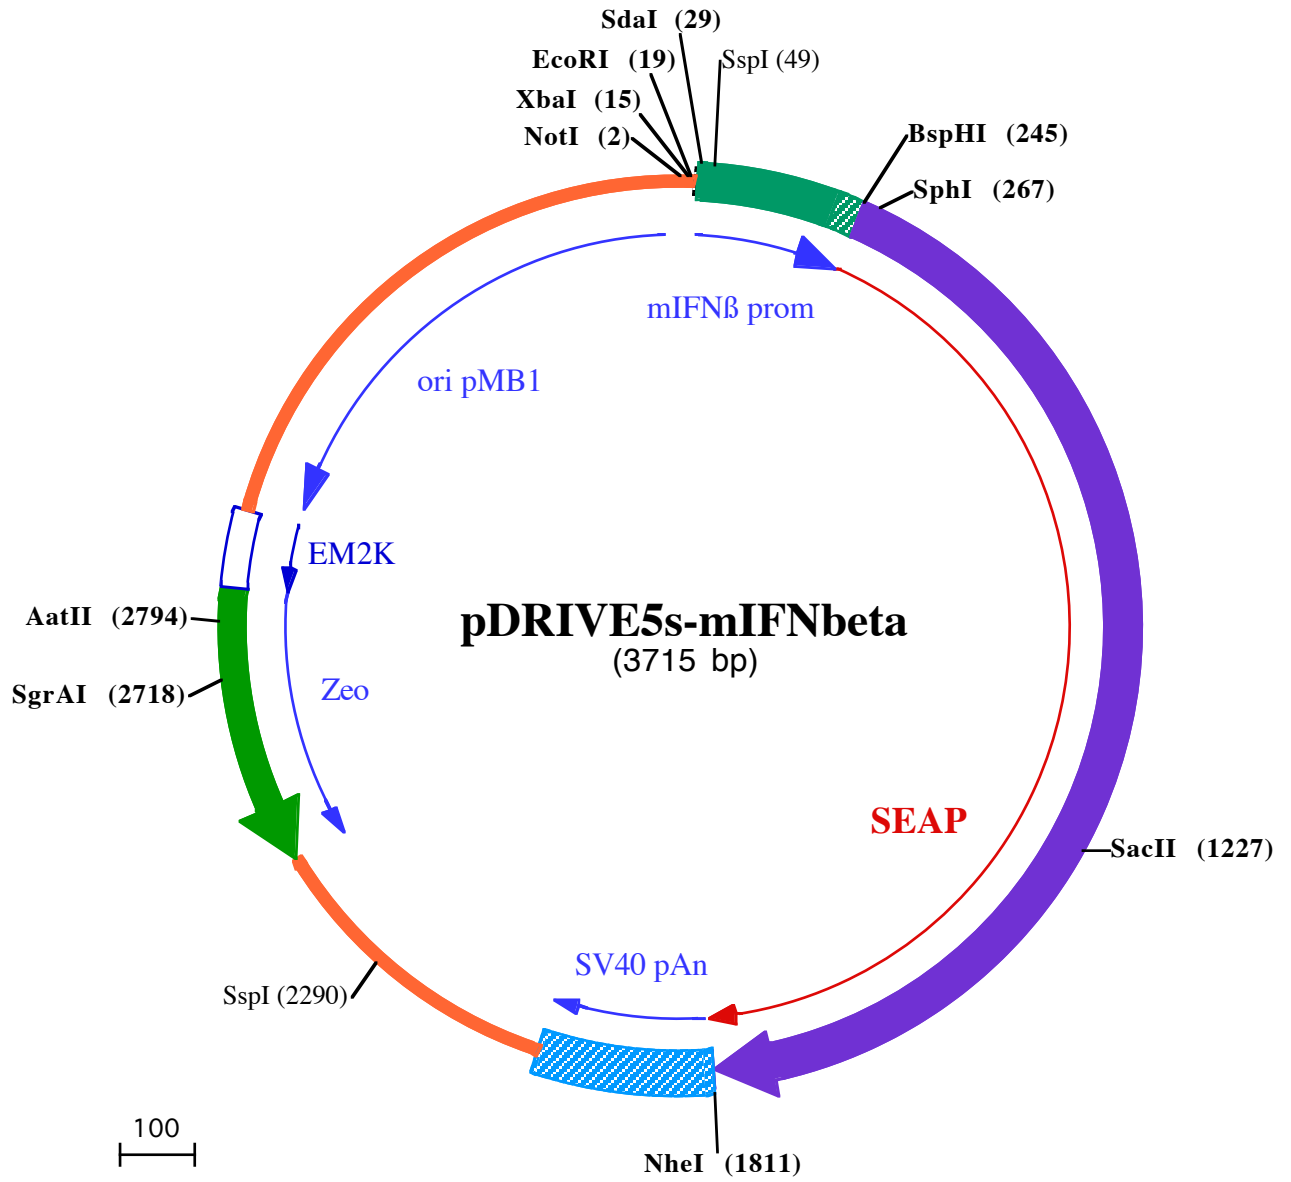 SdaI (29)
EcoRI (19)
SspI (49)
XbaI (15)
NotI (2)
BspHI (245)
SphI (267)
mIFNß prom
ori pMB1
EM2K
AatII (2794)
pDRIVE5s-mIFNbeta
(3715 bp)
SgrAI (2718)
Zeo
SEAP
SacII (1227)
SV40 pAn
SspI (2290)
100
NheI (1811)